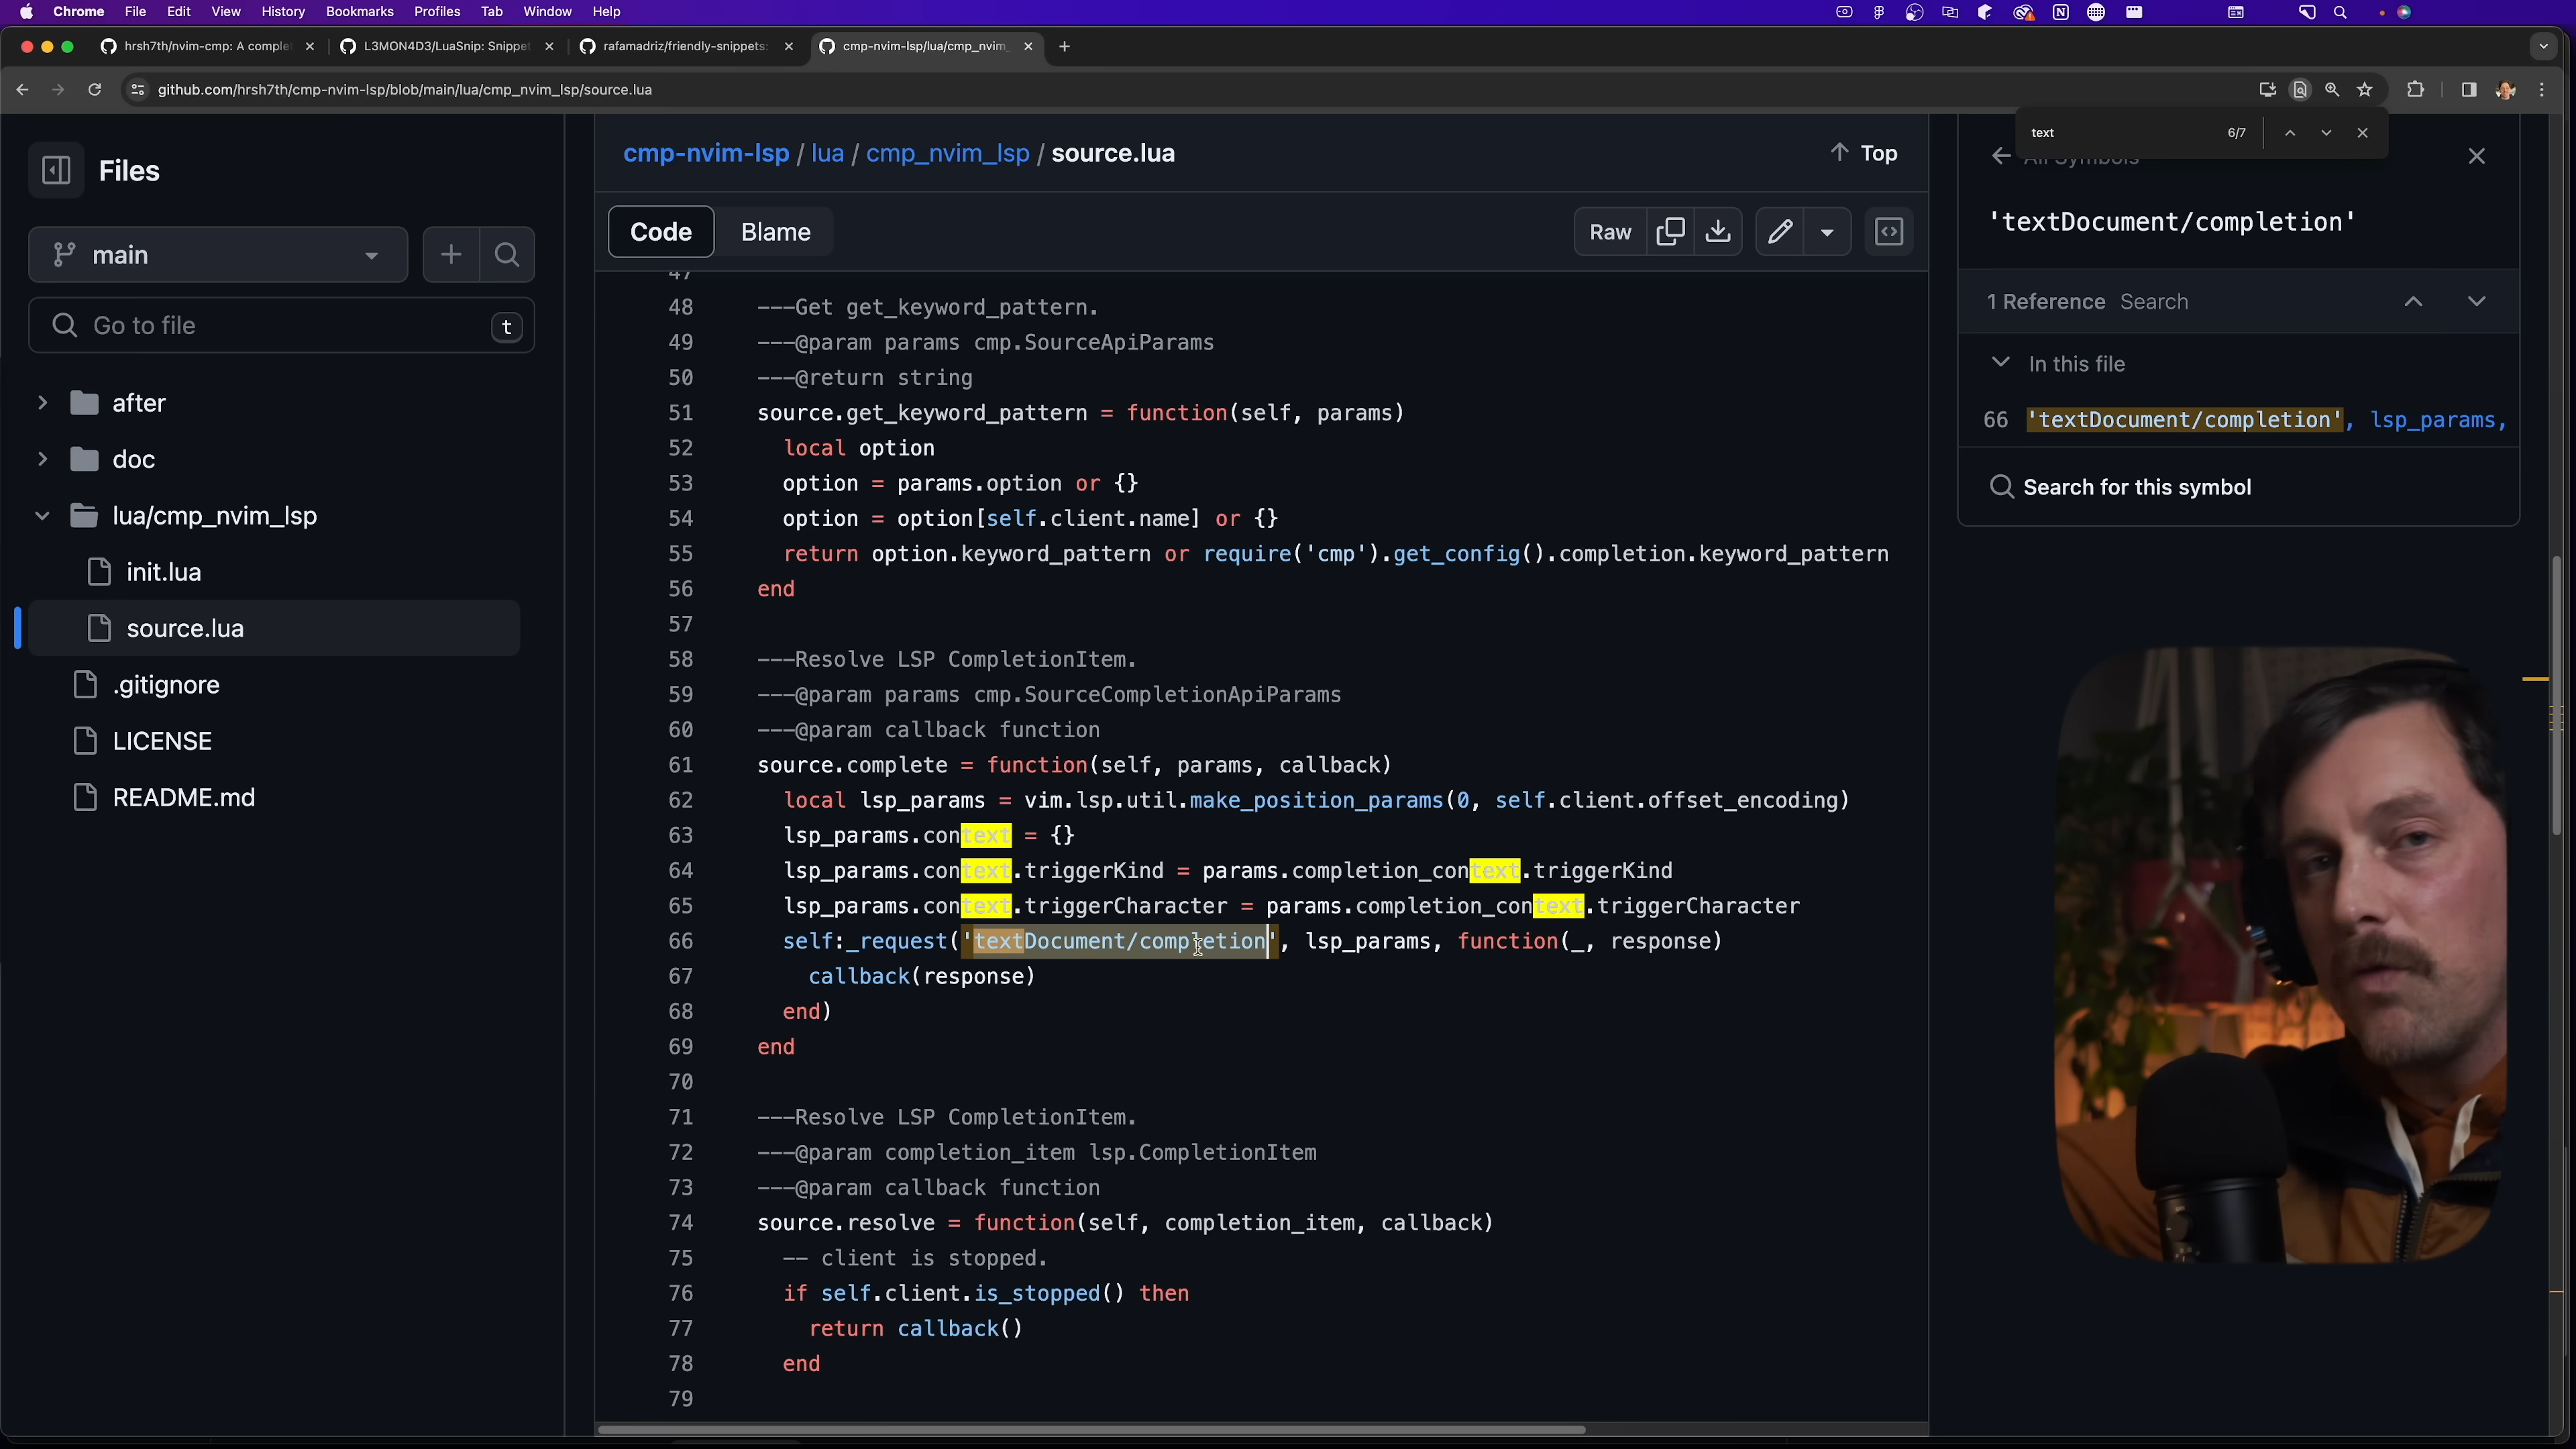 Chrome File Edit View History Bookmarks Profiles Tab Window Help
hrsh7th/nvim-cmp: A comple
L3MON4D3/LuaSnip: Snippet
rafamadriz/friendly-snippets:
cmp-nvim-lsp/lua/cmp_nvim_
github.com/hrsh7th/cmp-nvim-lsp/blob/main/lua/cmp_nvim_lsp/source.lua
text 6/7
Files
main
Go to file t
after
doc
lua/cmp_nvim_lsp
init.lua
source.lua
.gitignore
LICENSE
README.md
cmp-nvim-lsp / lua / cmp_nvim_lsp / source.lua
Top
Code Blame
Raw
47
48 ---Get get_keyword_pattern.
49 ---@param params cmp.SourceApiParams
50 ---@return string
51 source.get_keyword_pattern = function(self, params)
52 local option
53 option = params.option or {}
54 option = option[self.client.name] or {}
55 return option.keyword_pattern or require('cmp').get_config().completion.keyword_pattern
56 end
57
58 ---Resolve LSP CompletionItem.
59 ---@param params cmp.SourceCompletionApiParams
60 ---@param callback function
61 source.complete = function(self, params, callback)
62 local lsp_params = vim.lsp.util.make_position_params(0, self.client.offset_encoding)
63 lsp_params.context = {}
64 lsp_params.context.triggerKind = params.completion_context.triggerKind
65 lsp_params.context.triggerCharacter = params.completion_context.triggerCharacter
66 self:_request('textDocument/completion', lsp_params, function(_, response)
67 callback(response)
68 end)
69 end
70
71 ---Resolve LSP CompletionItem.
72 ---@param completion_item lsp.CompletionItem
73 ---@param callback function
74 source.resolve = function(self, completion_item, callback)
75 -- client is stopped.
76 if self.client.is_stopped() then
77 return callback()
78 end
79
All Symbols
'textDocument/completion'
1 Reference Search
In this file
66 'textDocument/completion', lsp_params,
Search for this symbol